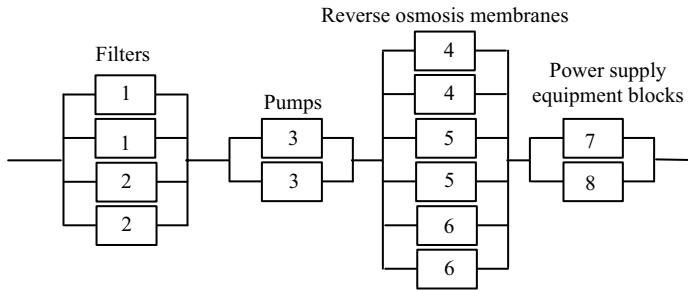 Reverse osmosis membranes
Filters
Pumps
Power supply
equipment blocks
1
1
2
2
3
3
4
4
5
5
6
6
7
8